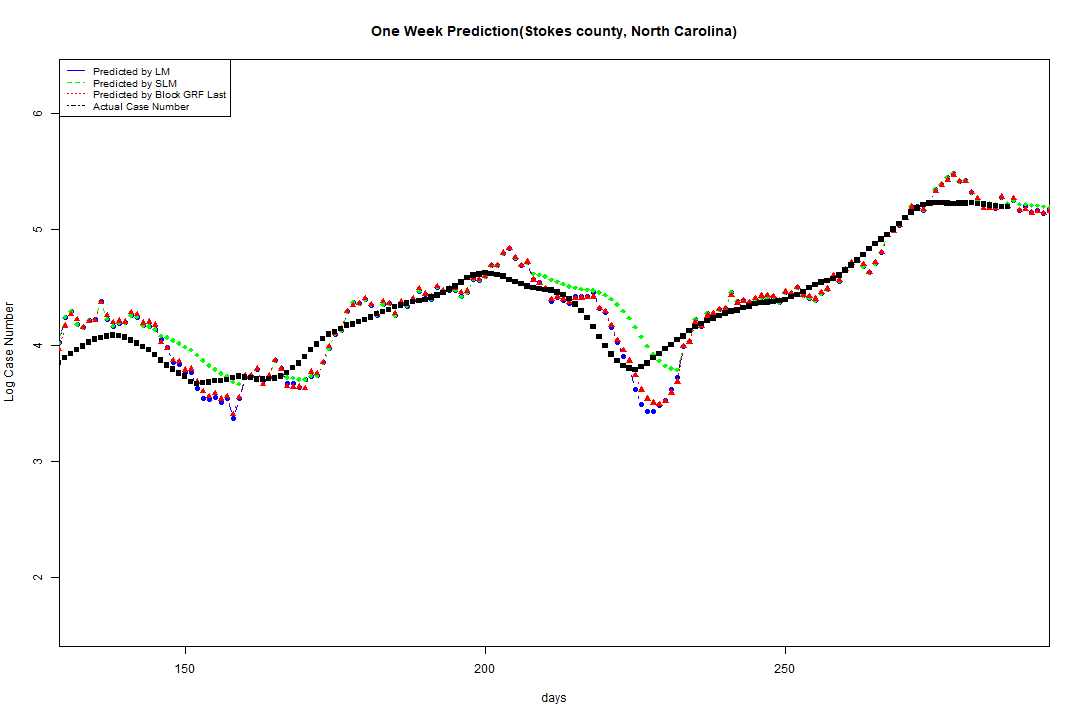 One Week Prediction(Stokes county, North Carolina)
Predicted by LM
Predicted by SLM
Predicted by Block GRF Last
Actual Case Number
6
5
4
3
2
Log Case Number
150
200
250
days